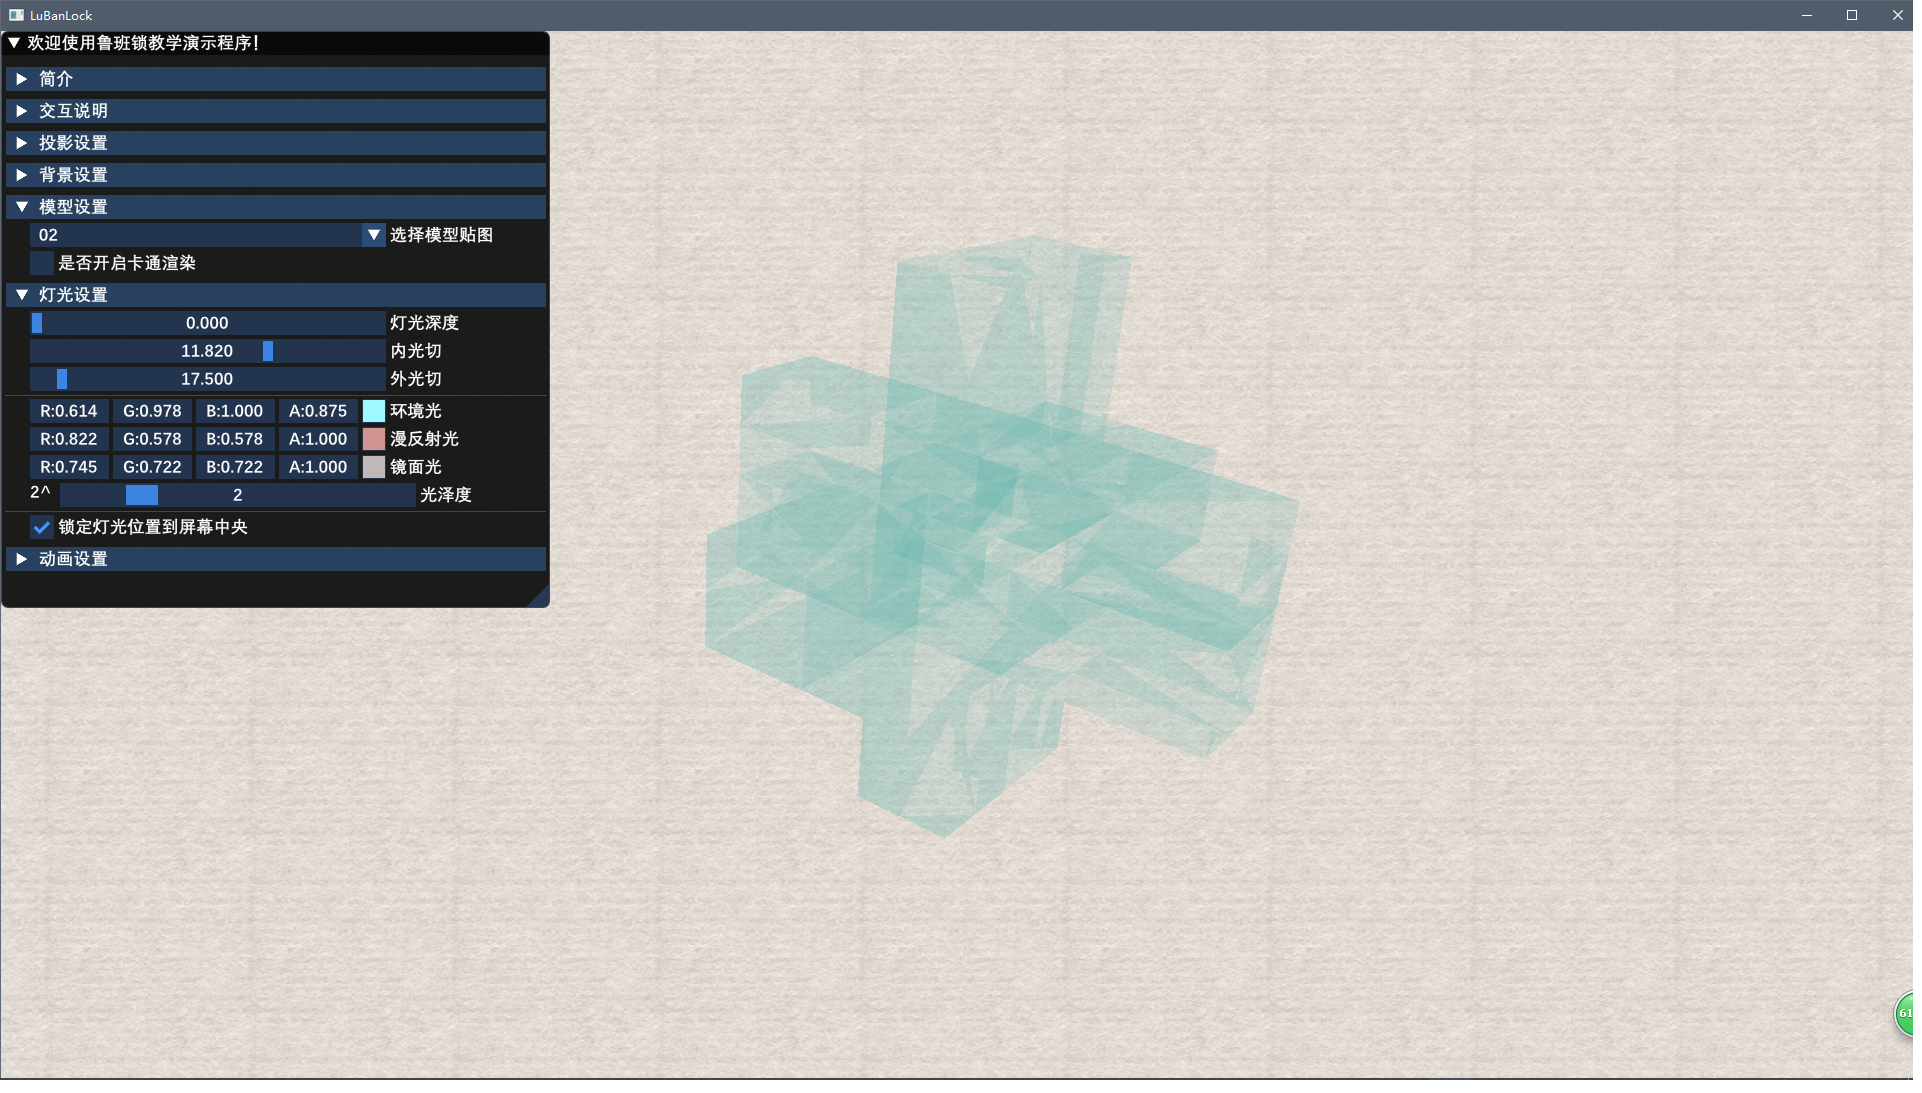 LuBanLock
欢迎使用鲁班锁教学演示程序!
简介
交互说明
投影设置
背景设置
模型设置
02 选择模型贴图
是否开启卡通渲染
灯光设置
0.000 灯光深度
11.820 内光切
17.500 外光切
R:0.614 G:0.978 B:1.000 A:0.875 环境光
R:0.822 G:0.578 B:0.578 A:1.000 漫反射光
R:0.745 G:0.722 B:0.722 A:1.000 镜面光
2^ 2 光泽度
锁定灯光位置到屏幕中央
动画设置
61